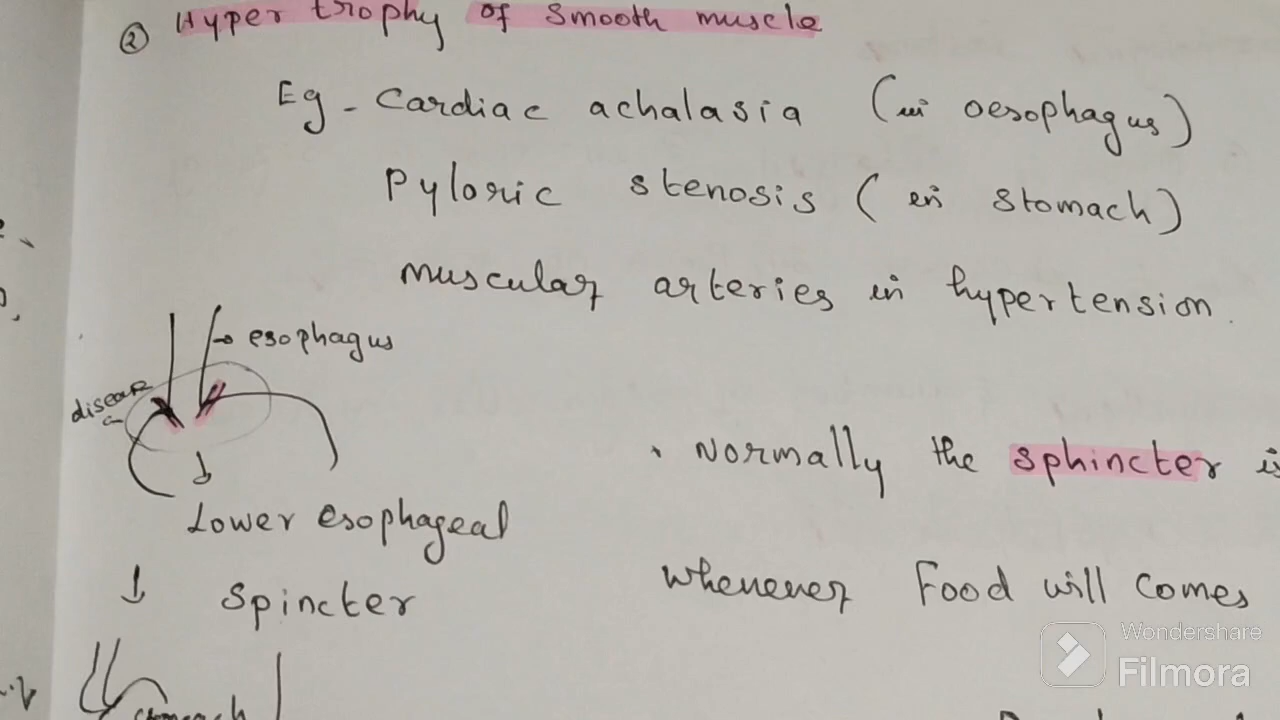 ② Hypertrophy of smooth muscle
Eg - cardiac achalasia (in oesophagus)
Pyloric stenosis (in stomach)
muscular arteries in hypertension.
→ esophagus
disease
• Normally the sphincter is
Lower esophageal
whenever Food will comes
Spincter
Wondershare
Filmora
stomach